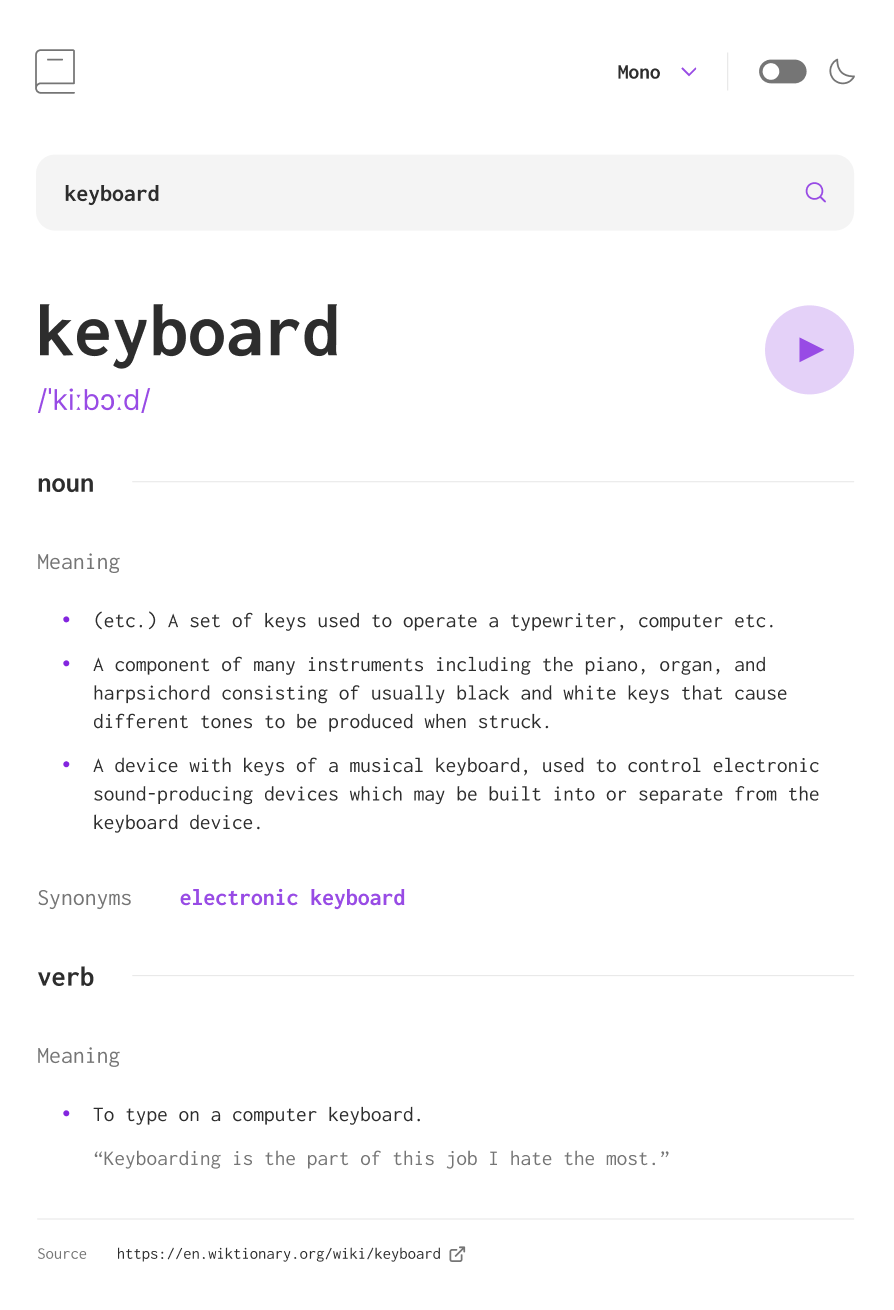 Mono
keyboard
keyboard
/ˈkiːbɔːd/
noun
Meaning
• (etc.) A set of keys used to operate a typewriter, computer etc.
• A component of many instruments including the piano, organ, and
harpsichord consisting of usually black and white keys that cause
different tones to be produced when struck.
• A device with keys of a musical keyboard, used to control electronic
sound-producing devices which may be built into or separate from the
keyboard device.
Synonyms electronic keyboard
verb
Meaning
• To type on a computer keyboard.
“Keyboarding is the part of this job I hate the most.”
Source https://en.wiktionary.org/wiki/keyboard